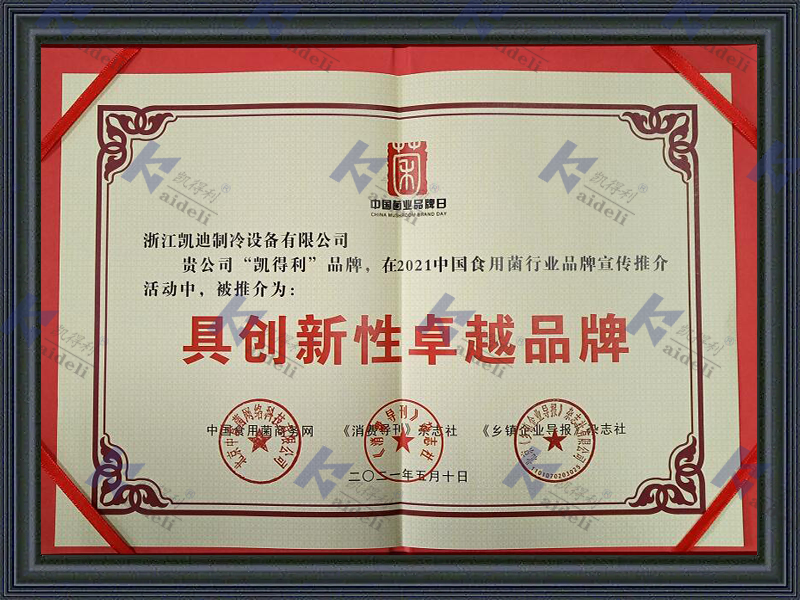 中国菌业品牌日
CHINA MUSHROOM BRAND DAY
浙江凯迪制冷设备有限公司
贵公司“凯得利”品牌，在2021中国食用菌行业品牌宣传推介
活动中，被推介为：
具创新性卓越品牌
中国食用菌商务网 《消费导刊》杂志社 《乡镇企业导报》杂志社
二〇二一年五月十日
凯得利®
aideli